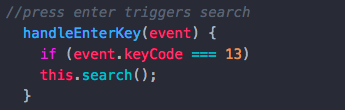 //press enter triggers search
handleEnterKey(event) {
if (event.keyCode === 13)
this.search();
}